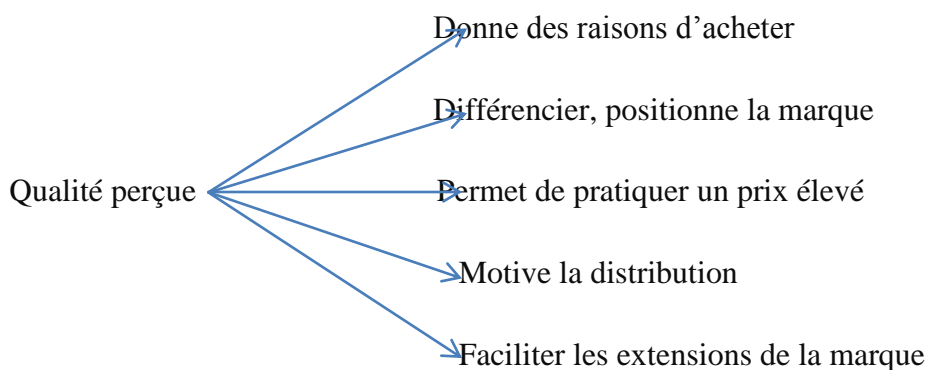 Donne des raisons d’acheter
Différencier, positionne la marque
Qualité perçue
Permet de pratiquer un prix élevé
Motive la distribution
Faciliter les extensions de la marque